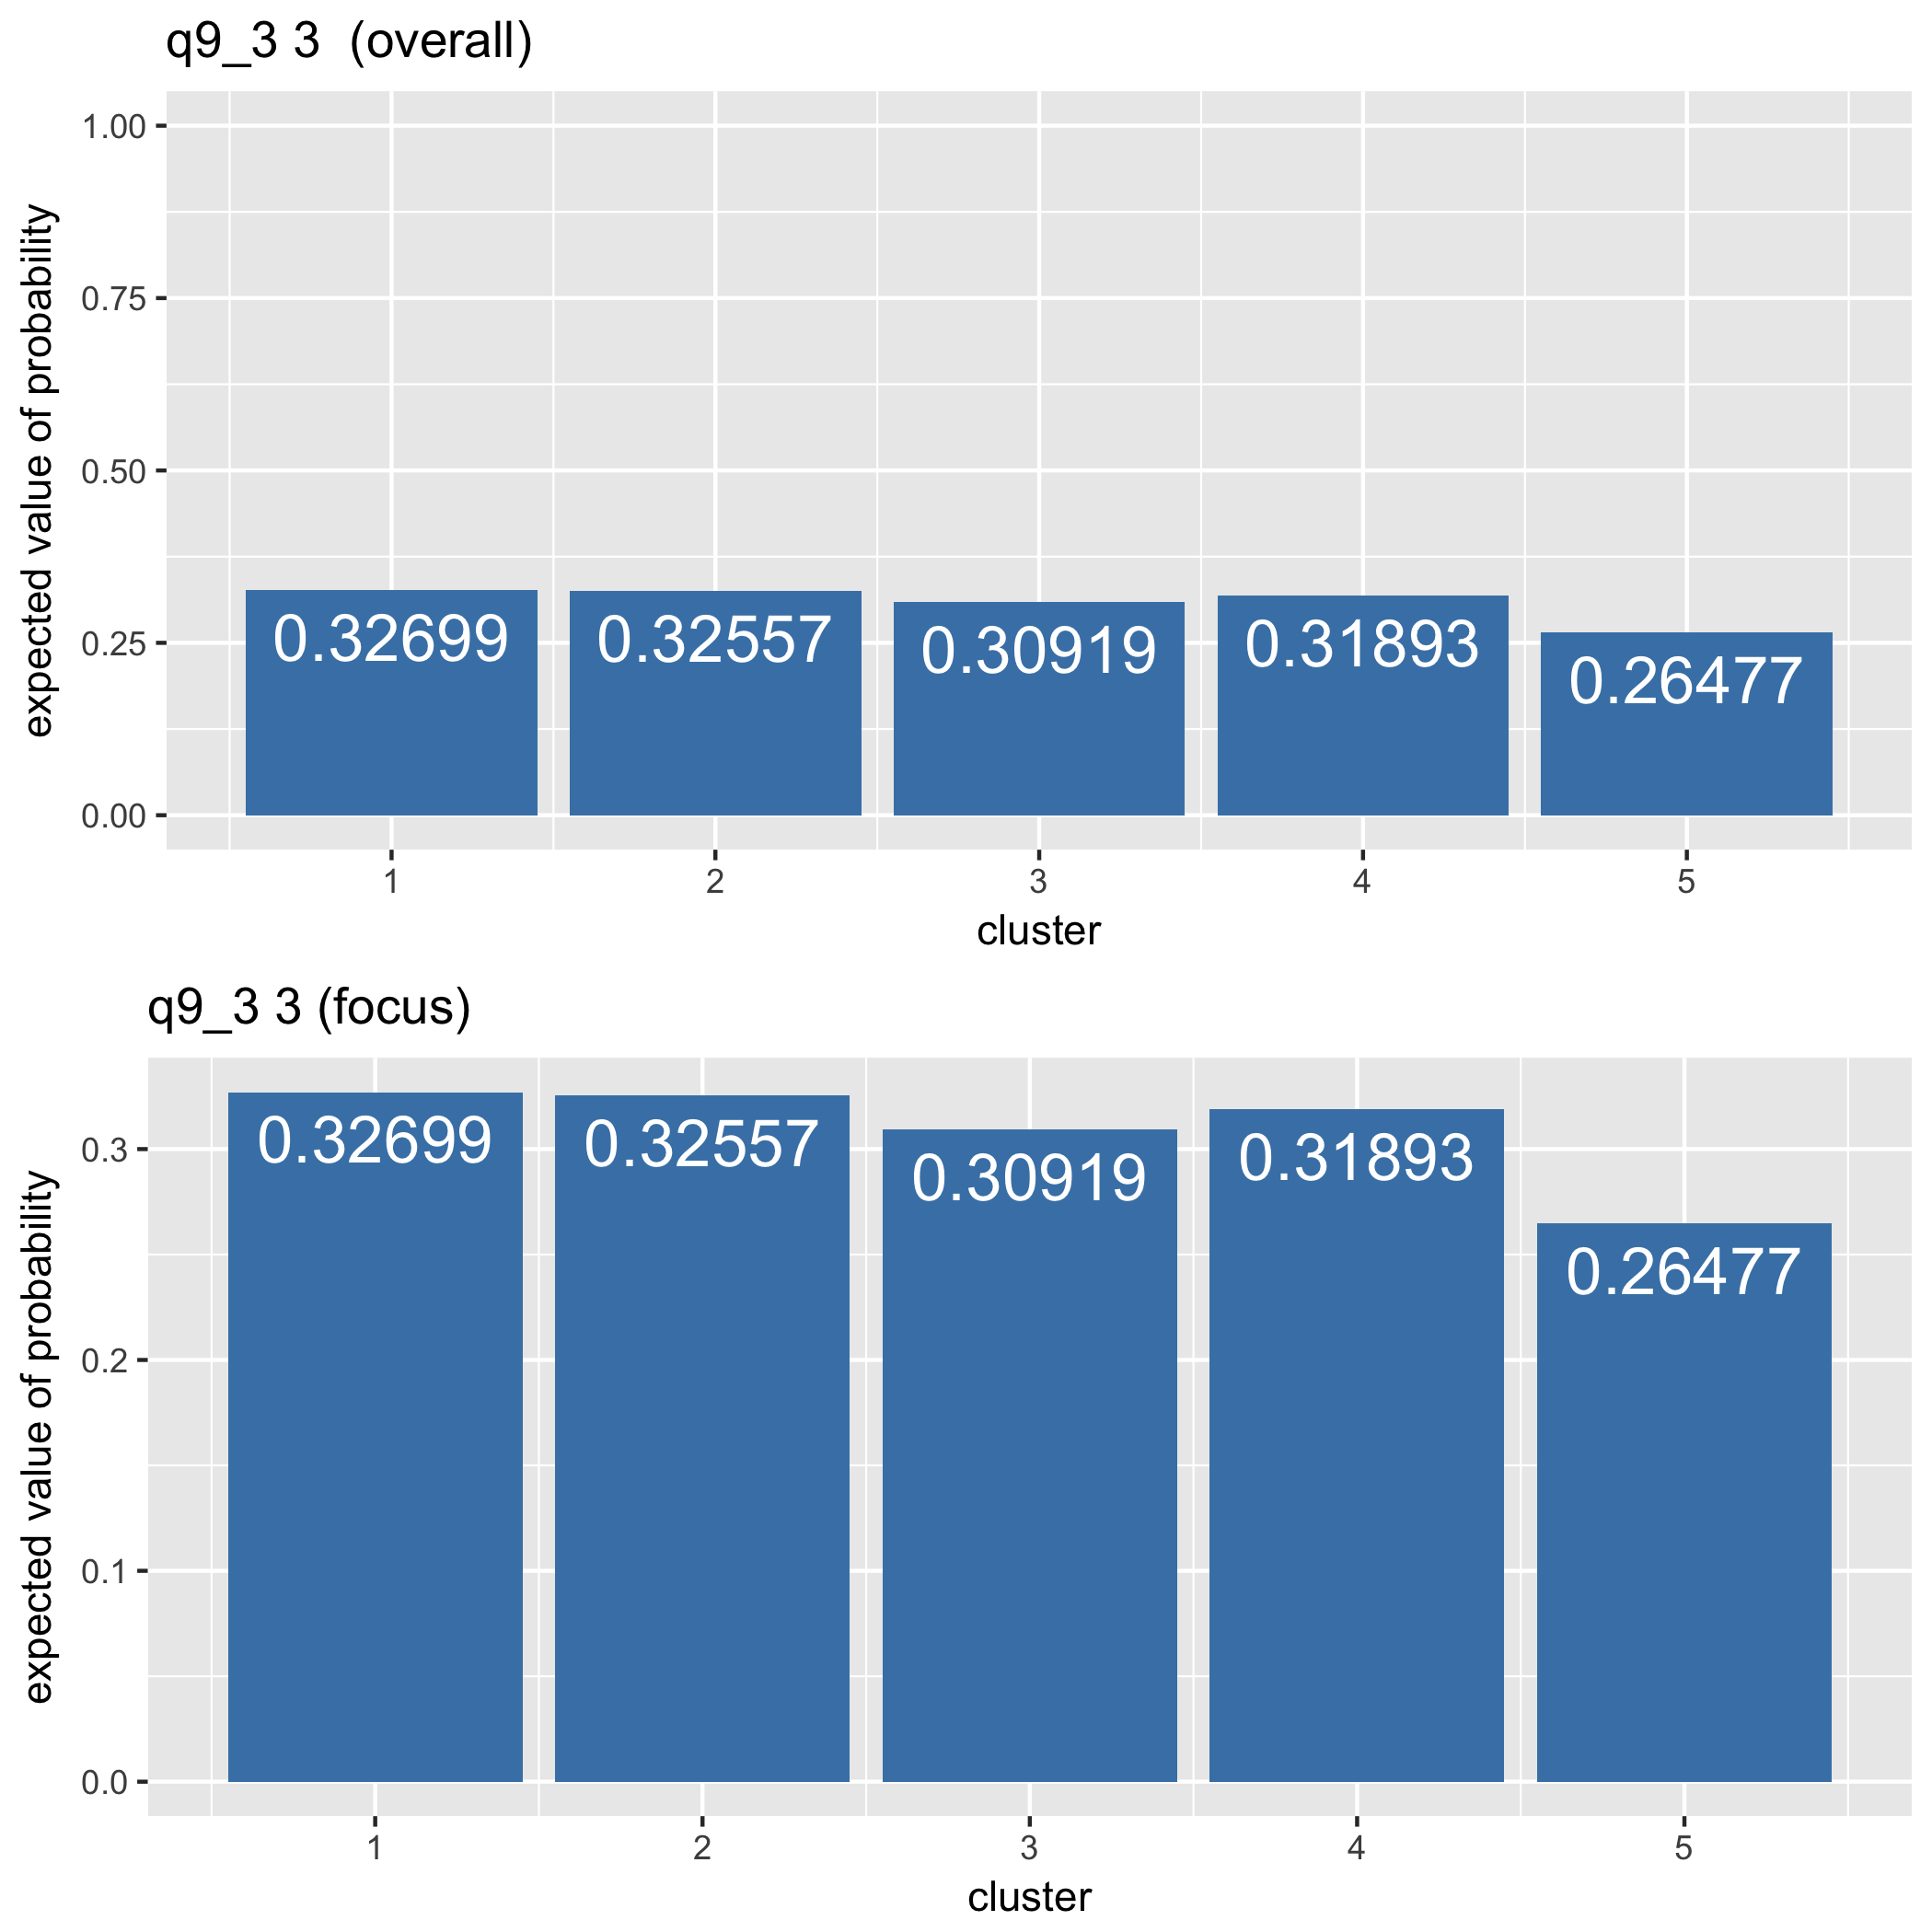 q9_3 3  (overall)
expected value of probability
1.00
0.75
0.50
0.25
0.00
0.32699
0.32557
0.30919
0.31893
0.26477
1 2 3 4 5
cluster
q9_3 3 (focus)
expected value of probability
0.3
0.2
0.1
0.0
0.32699
0.32557
0.30919
0.31893
0.26477
1 2 3 4 5
cluster